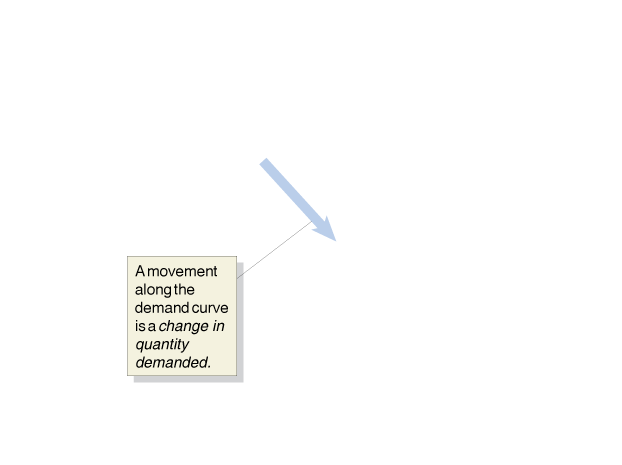 A movement
along the
demand curve
is a change in
quantity
demanded.